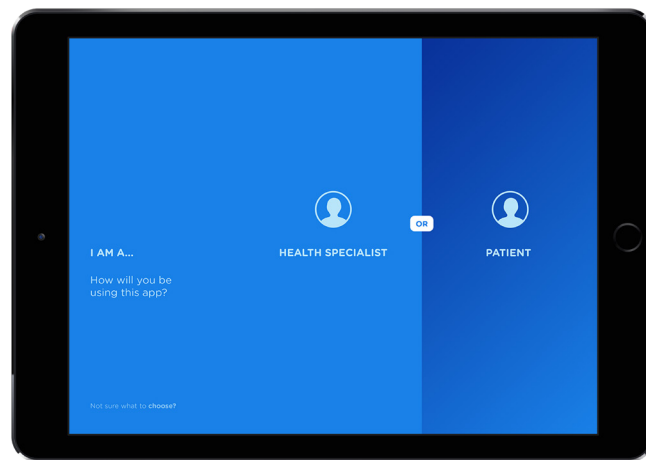 I AM A...
How will you be
using this app?
Not sure what to choose?
HEALTH SPECIALIST
OR
PATIENT